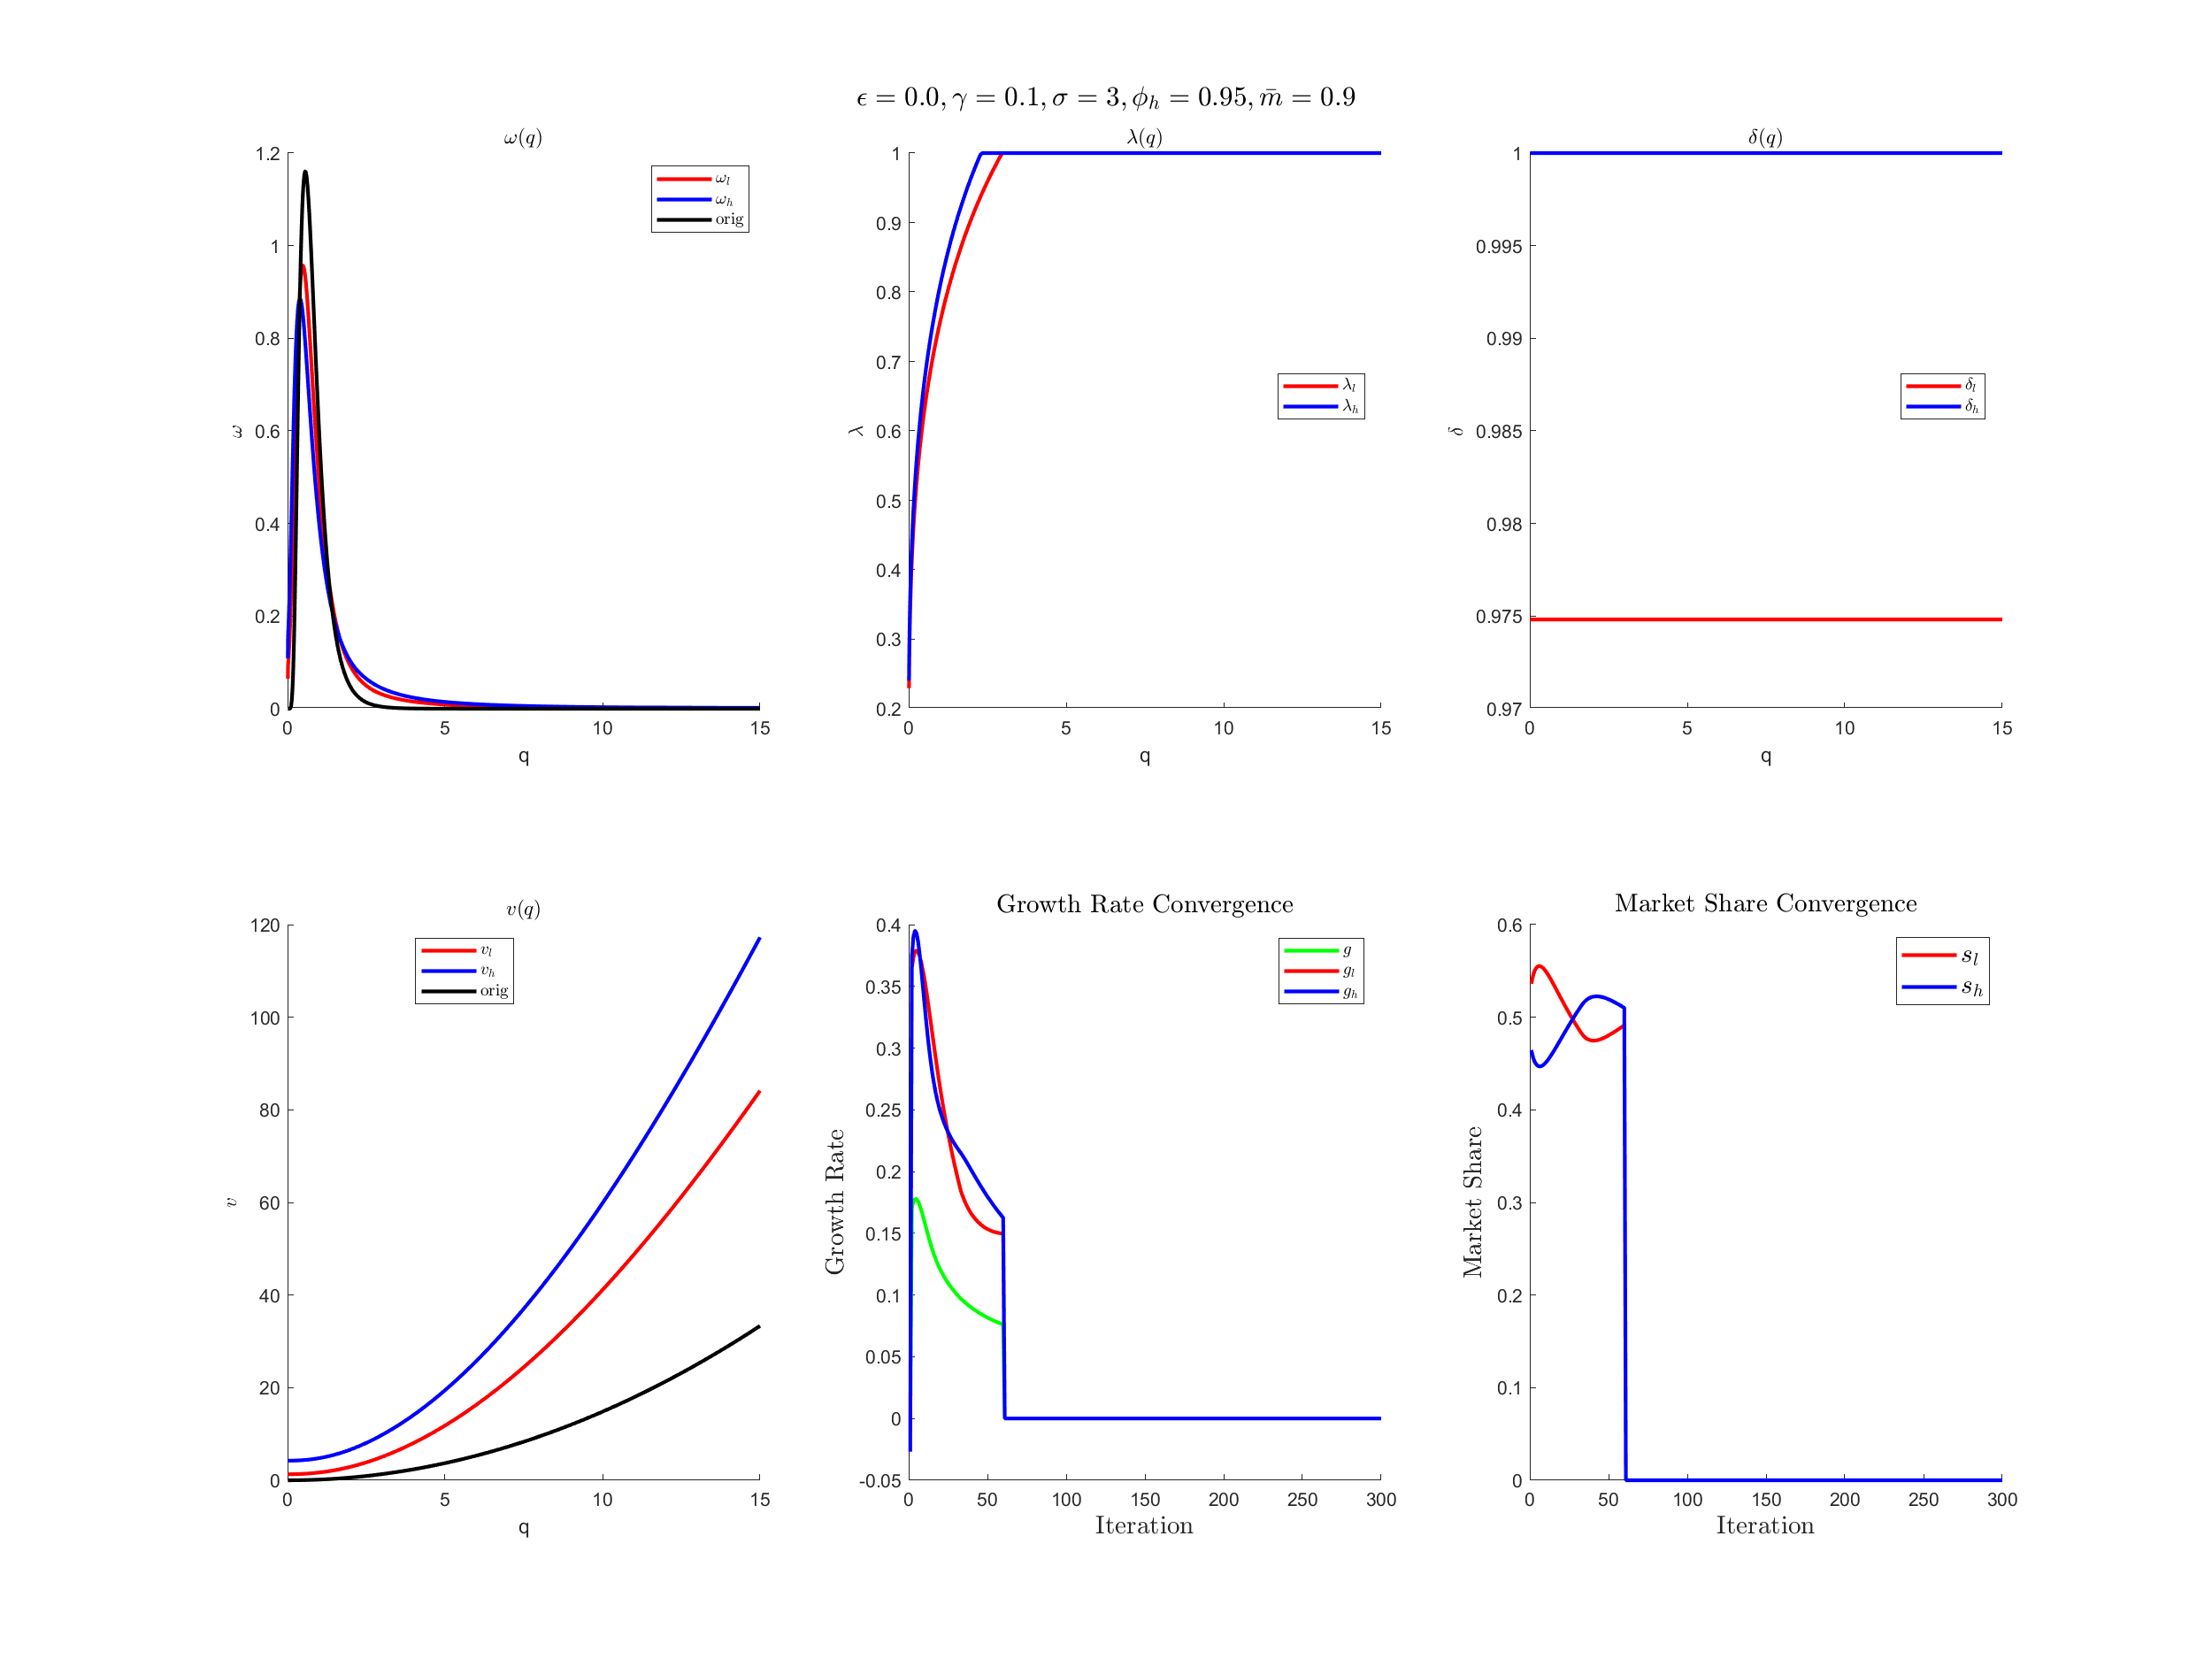 ϵ = 0.0, γ = 0.1, σ = 3, ϕ_h = 0.95, m̄ = 0.9
ω(q)
1.2
1
0.8
0.6
0.4
0.2
0
ω
0 5 10 15
q
ω_l
ω_h
orig
λ(q)
1
0.9
0.8
0.7
0.6
0.5
0.4
0.3
0.2
λ
0 5 10 15
q
λ_l
λ_h
δ(q)
1
0.995
0.99
0.985
0.98
0.975
0.97
δ
0 5 10 15
q
δ_l
δ_h
v(q)
120
100
80
60
40
20
0
v
0 5 10 15
q
v_l
v_h
orig
Growth Rate Convergence
0.4
0.35
0.3
0.25
0.2
0.15
0.1
0.05
0
-0.05
Growth Rate
0 50 100 150 200 250 300
Iteration
g
g_l
g_h
Market Share Convergence
0.6
0.5
0.4
0.3
0.2
0.1
0
Market Share
0 50 100 150 200 250 300
Iteration
s_l
s_h